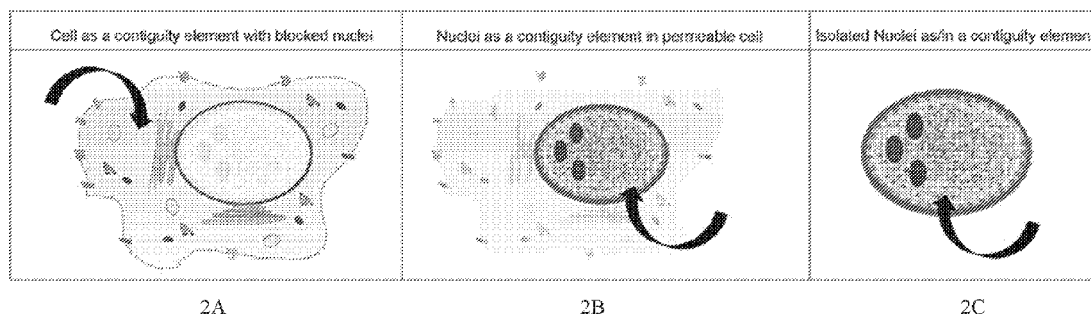 Cell as a contiguity element with blocked nuclei
Nuclei as a contiguity element in permeable cell
Isolated Nuclei as/in a contiguity elemen
2A
2B
2C